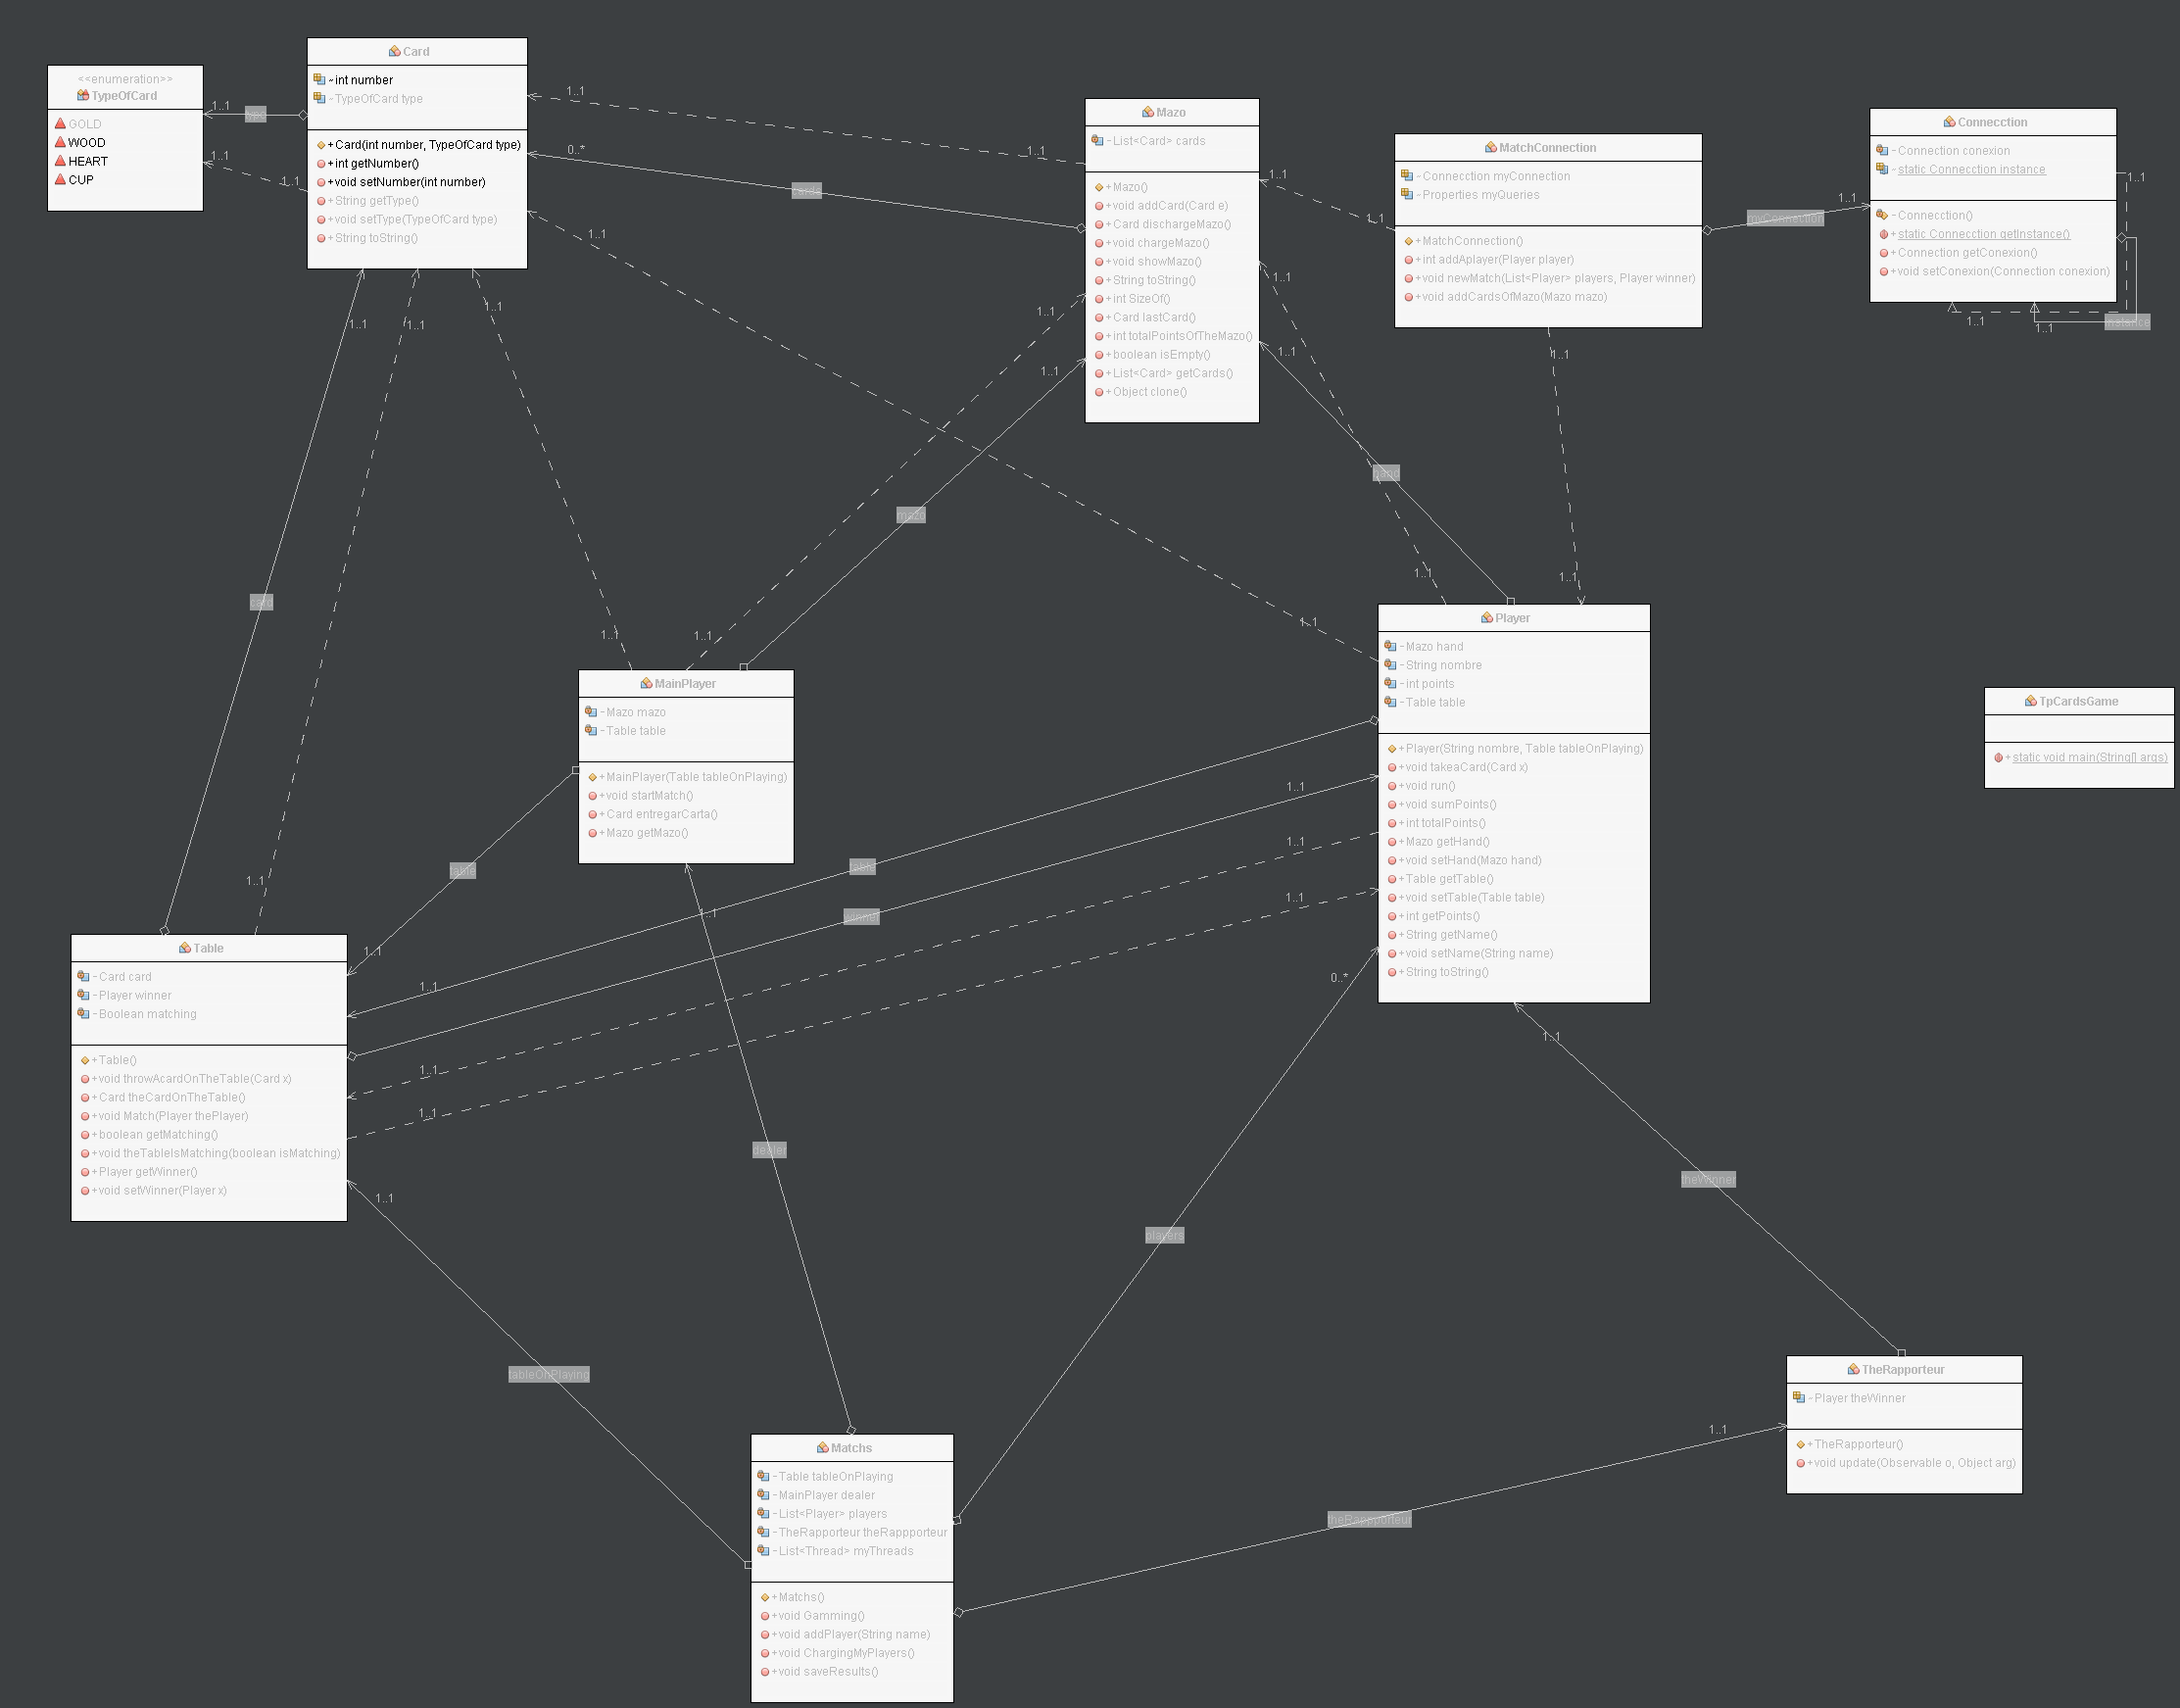 <<enumeration>>
TypeOfCard
GOLD
WOOD
HEART
CUP
1..1
type
1..1
1..1
Card
~int number
~TypeOfCard type
+Card(int number, TypeOfCard type)
+int getNumber()
+void setNumber(int number)
+String getType()
+void setType(TypeOfCard type)
+String toString()
1..1
1..1
0..*
cards
1..1
1..1
1..1
1..1
Mazo
-List<Card> cards
+Mazo()
+void addCard(Card e)
+Card dischargeMazo()
+void chargeMazo()
+void showMazo()
+String toString()
+int SizeOf()
+Card lastCard()
+int totalPointsOfTheMazo()
+boolean isEmpty()
+List<Card> getCards()
+Object clone()
1..1
1..1
1..1
1..1
1..1
1..1
MatchConnection
~Connecction myConnection
~Properties myQueries
+MatchConnection()
+int addAplayer(Player player)
+void newMatch(List<Player> players, Player winner)
+void addCardsOfMazo(Mazo mazo)
1..1
myConnection
1..1
Connecction
-Connection conexion
-static Connecction instance
-Connecction()
+static Connecction getInstance()
+Connection getConexion()
+void setConexion(Connection conexion)
1..1
1..1
1..1
instance
hand
mazo
card
1..1
1..1
1..1
1..1
1..1
MainPlayer
-Mazo mazo
-Table table
+MainPlayer(Table tableOnPlaying)
+void startMatch()
+Card entregarCarta()
+Mazo getMazo()
Player
-Mazo hand
-String nombre
-int points
-Table table
+Player(String nombre, Table tableOnPlaying)
+void takeaCard(Card x)
+void run()
+void sumPoints()
+int totalPoints()
+Mazo getHand()
+void setHand(Mazo hand)
+Table getTable()
+void setTable(Table table)
+int getPoints()
+String getName()
+void setName(String name)
+String toString()
TpCardsGame
+static void main(String[] args)
1..1
1..1
1..1
0..*
1..1
table
table
winner
1..1
1..1
1..1
1..1
1..1
1..1
Table
-Card card
-Player winner
-Boolean matching
+Table()
+void throwAcardOnTheTable(Card x)
+Card theCardOnTheTable()
+void Match(Player thePlayer)
+boolean getMatching()
+void theTableIsMatching(boolean isMatching)
+Player getWinner()
+void setWinner(Player x)
1..1
dealer
players
theWinner
tableOnPlaying
TheRapporteur
~Player theWinner
+TheRapporteur()
+void update(Observable o, Object arg)
1..1
theRappporteur
Matchs
-Table tableOnPlaying
-MainPlayer dealer
-List<Player> players
-TheRapporteur theRappporteur
-List<Thread> myThreads
+Matchs()
+void Gamming()
+void addPlayer(String name)
+void ChargingMyPlayers()
+void saveResults()